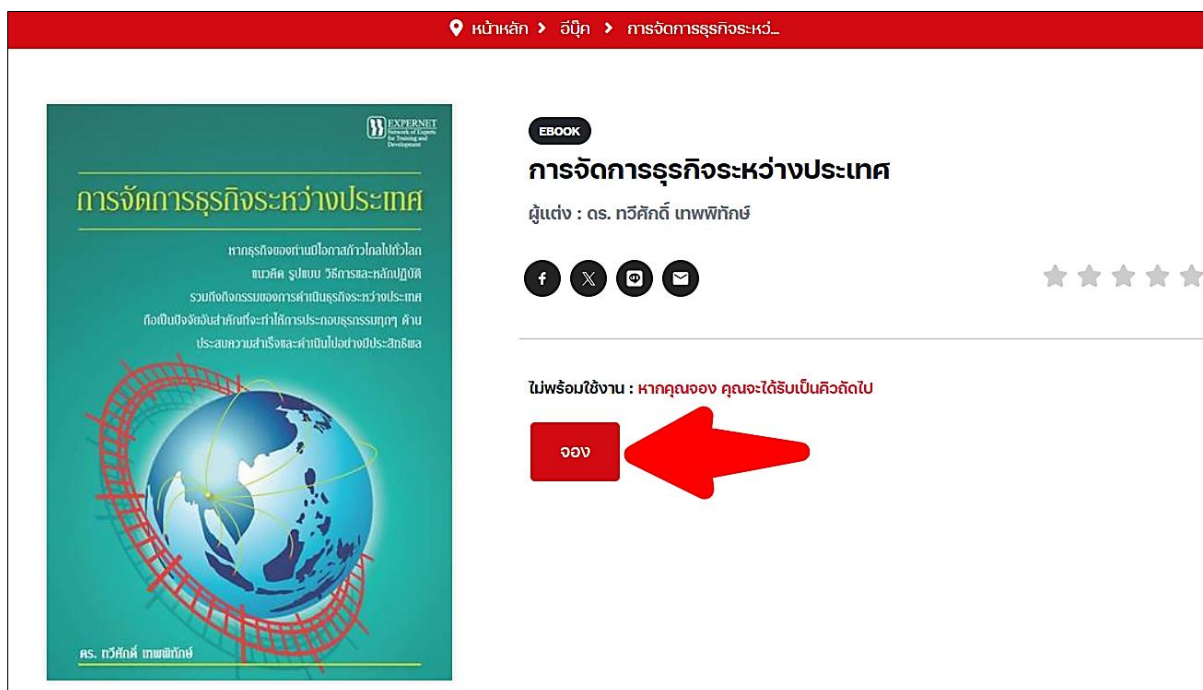 หน้าหลัก > อีบุ๊ค > การจัดการธุรกิจระหว่...
EXPERNET
Network of Experts
for Training and
Development
การจัดการธุรกิจระหว่างประเทศ
หากธุรกิจของท่านมีโอกาสก้าวไกลไปทั่วโลก
แนวคิด รูปแบบ วิธีการและหลักปฏิบัติ
รวมถึงกิจกรรมของการดำเนินธุรกิจระหว่างประเทศ
ถือเป็นปัจจัยอันสำคัญที่จะทำให้การประกอบธุรกรรมทุกๆ ด้าน
ประสบความสำเร็จและดำเนินไปอย่างมีประสิทธิผล
ดร. ทวีศักดิ์ เทพพิทักษ์
EBOOK
การจัดการธุรกิจระหว่างประเทศ
ผู้แต่ง : ดร. ทวีศักดิ์ เทพพิทักษ์
ไม่พร้อมใช้งาน : หากคุณจอง คุณจะได้รับเป็นคิวถัดไป
จอง